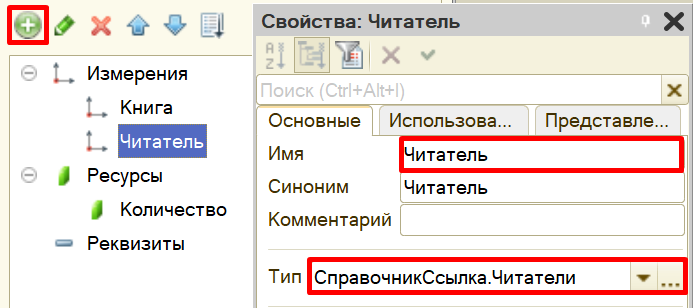 Измерения
Книга
Читатель
Ресурсы
Количество
Реквизиты
Свойства: Читатель
Поиск (Ctrl+Alt+I)
Основные Использова... Представле...
Имя Читатель
Синоним Читатель
Комментарий
Тип СправочникСсылка.Читатели ...